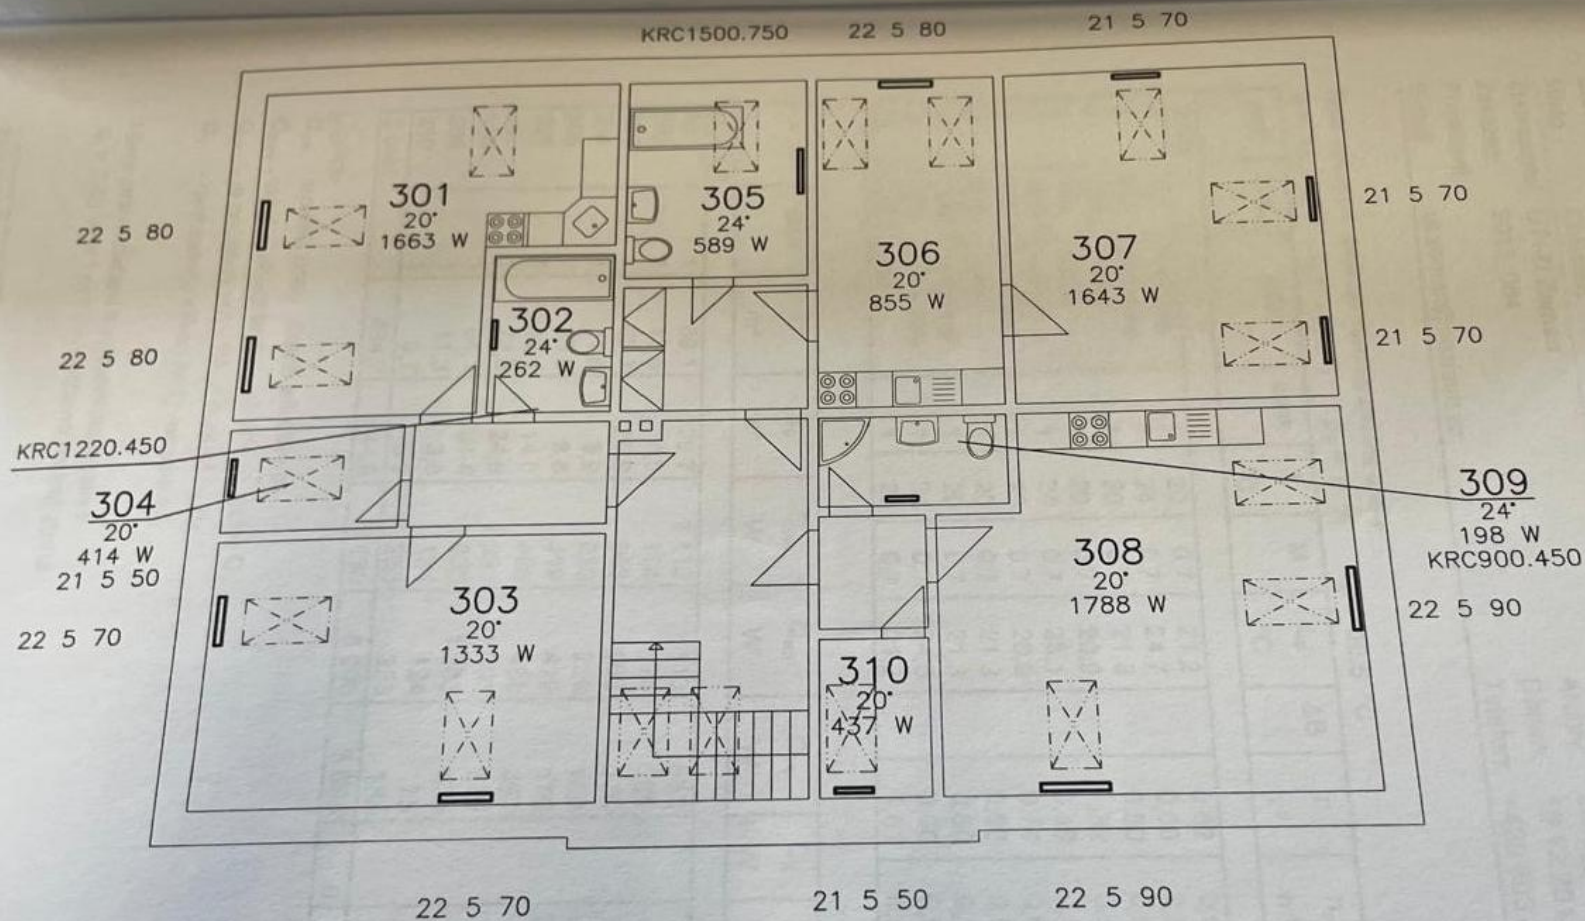 KRC1500.750
22 5 80
21 5 70
301
20°
1663 W
305
24°
589 W
306
20°
855 W
307
20°
1643 W
21 5 70
22 5 80
302
24°
262 W
22 5 80
21 5 70
KRC1220.450
304
20°
414 W
21 5 50
309
24°
198 W
KRC900.450
308
20°
1788 W
22 5 90
303
20°
1333 W
22 5 70
310
20°
437 W
22 5 70
21 5 50
22 5 90